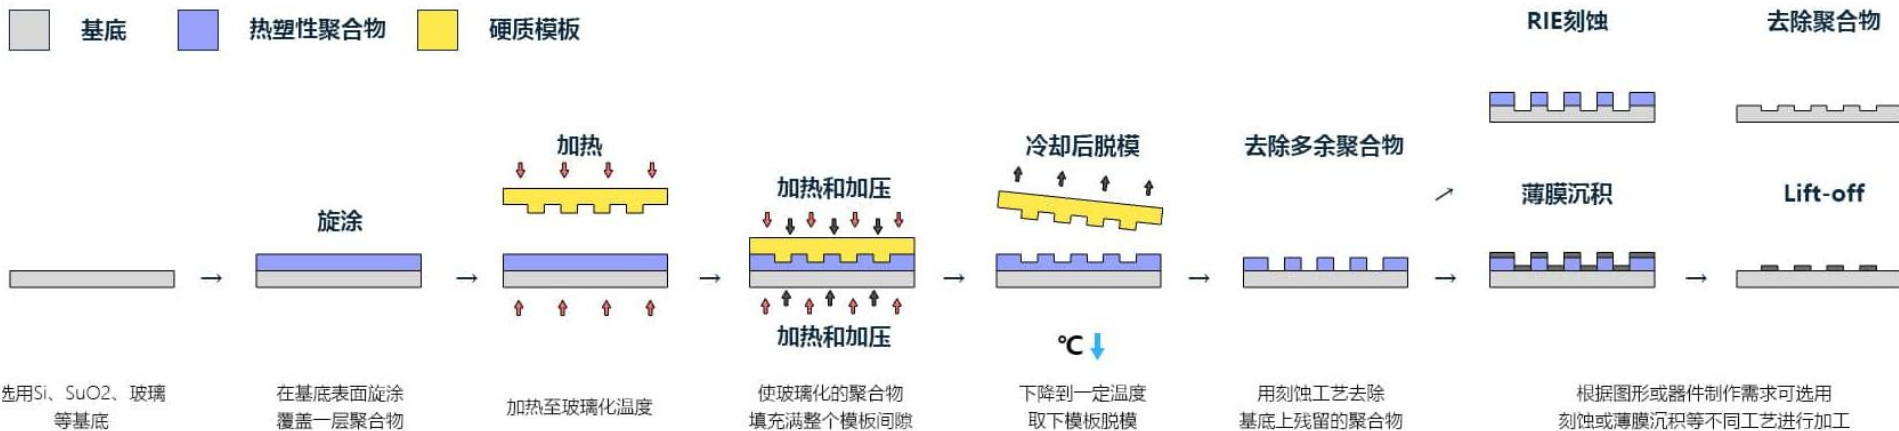 基底
热塑性聚合物
硬质模板
RIE刻蚀
去除聚合物
加热
冷却后脱模
去除多余聚合物
加热和加压
薄膜沉积
Lift-off
旋涂
加热和加压
℃
选用Si、SuO2、玻璃
等基底
在基底表面旋涂
覆盖一层聚合物
加热至玻璃化温度
使玻璃化的聚合物
填充满整个模板间隙
下降到一定温度
取下模板脱模
用刻蚀工艺去除
基底上残留的聚合物
根据图形或器件制作需求可选用
刻蚀或薄膜沉积等不同工艺进行加工